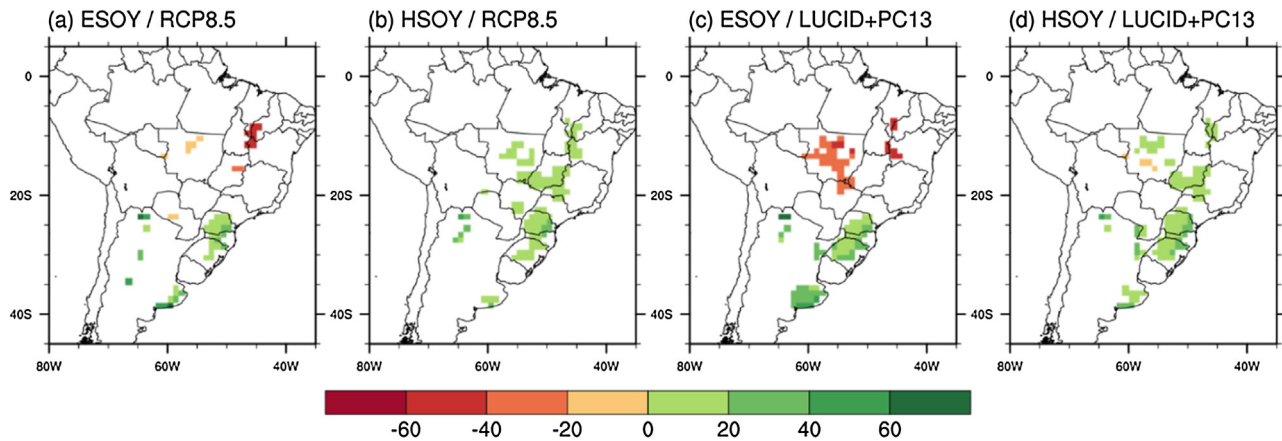 (a) ESOY / RCP8.5
(b) HSOY / RCP8.5
(c) ESOY / LUCID+PC13
(d) HSOY / LUCID+PC13
0
0
0
0
20S
20S
20S
20S
40S
40S
40S
40S
80W 60W 40W
80W 60W 40W
80W 60W 40W
80W 60W 40W
-60 -40 -20 0 20 40 60